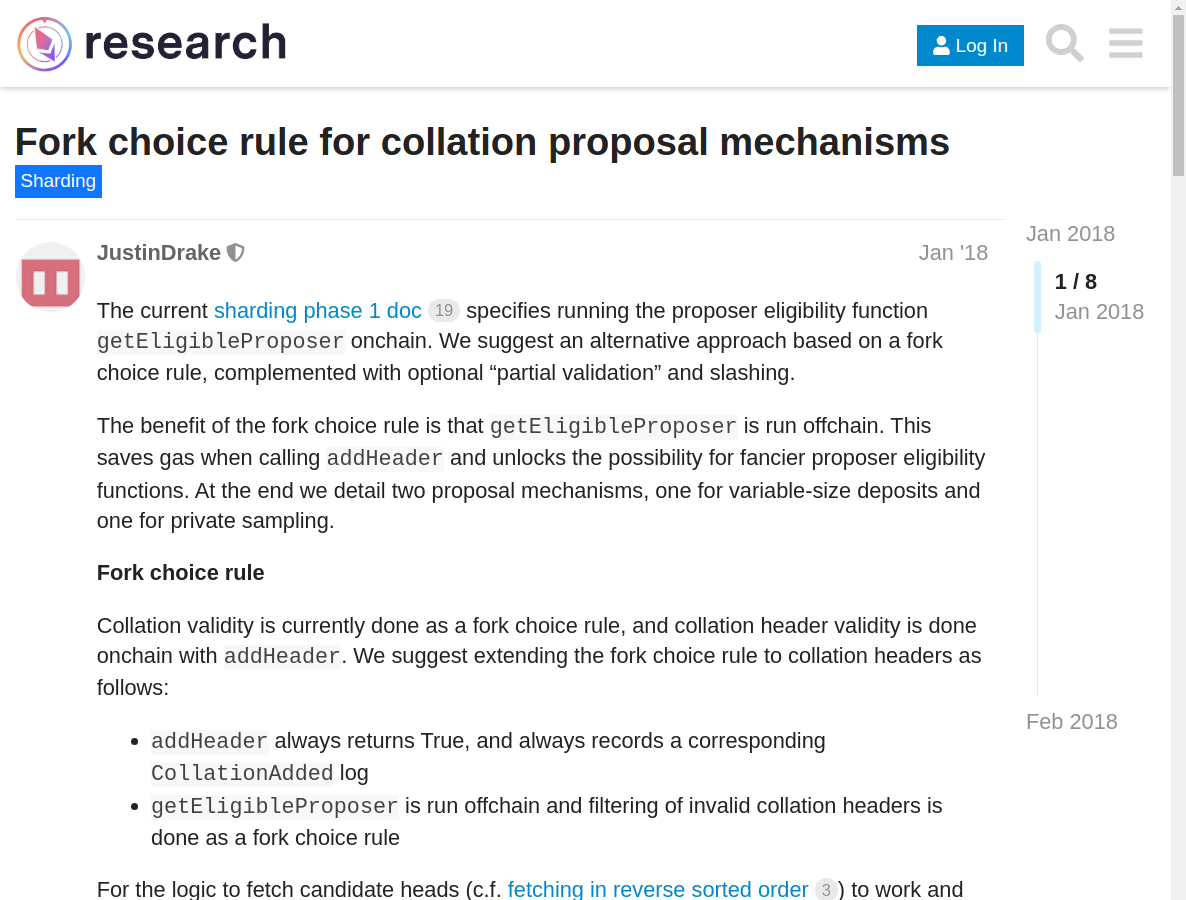 research
Log In
Fork choice rule for collation proposal mechanisms
Sharding
JustinDrake
Jan '18
The current sharding phase 1 doc 19 specifies running the proposer eligibility function
getEligibleProposer onchain. We suggest an alternative approach based on a fork
choice rule, complemented with optional “partial validation” and slashing.
The benefit of the fork choice rule is that getEligibleProposer is run offchain. This
saves gas when calling addHeader and unlocks the possibility for fancier proposer eligibility
functions. At the end we detail two proposal mechanisms, one for variable-size deposits and
one for private sampling.
Fork choice rule
Collation validity is currently done as a fork choice rule, and collation header validity is done
onchain with addHeader. We suggest extending the fork choice rule to collation headers as
follows:
• addHeader always returns True, and always records a corresponding
CollationAdded log
• getEligibleProposer is run offchain and filtering of invalid collation headers is
done as a fork choice rule
For the logic to fetch candidate heads (c.f. fetching in reverse sorted order 3) to work and
Jan 2018
1 / 8
Jan 2018
Feb 2018